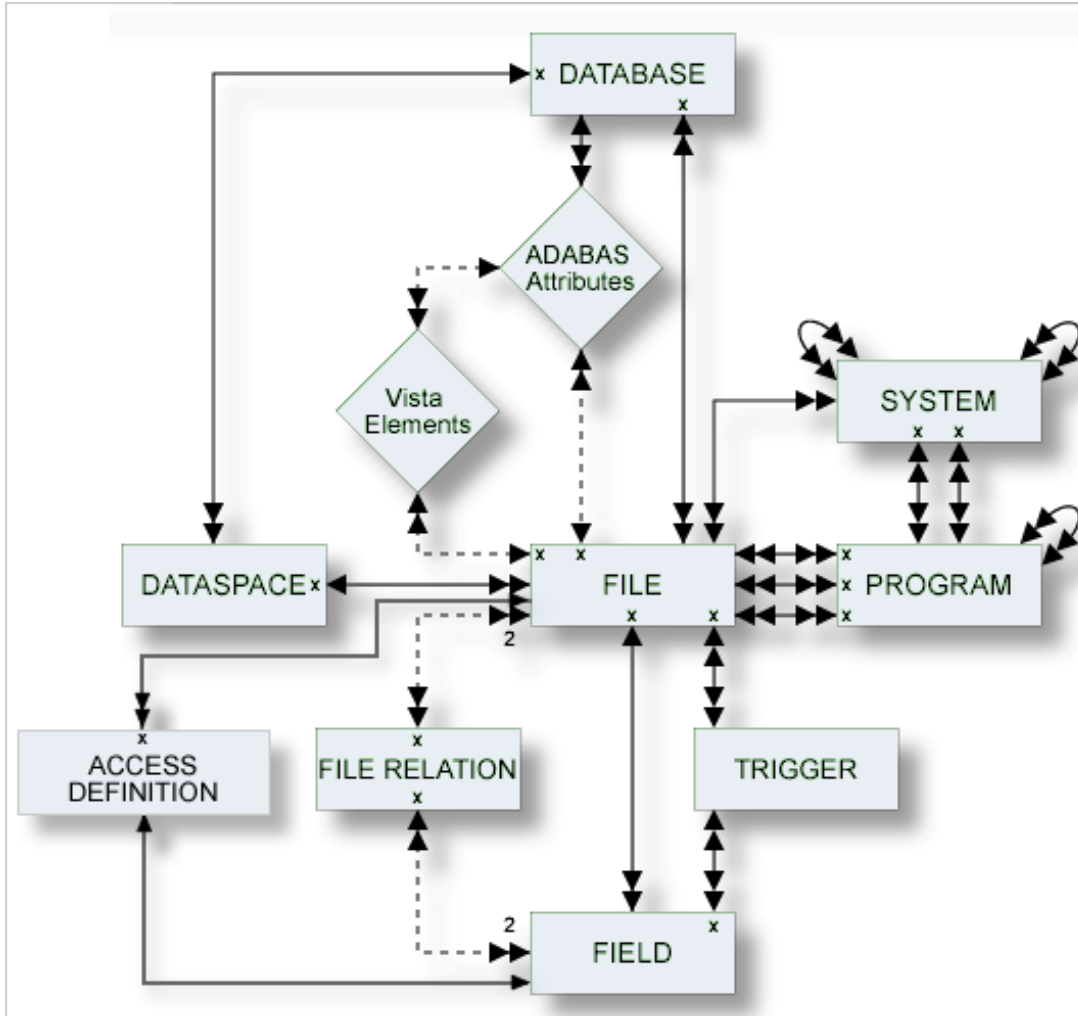 DATABASE
x
x
ADABAS
Attributes
Vista
Elements
SYSTEM
x x
DATASPACE
x
x x
FILE
x x
2
x
x
x
PROGRAM
x
ACCESS
DEFINITION
x
FILE RELATION
x
TRIGGER
2
x
FIELD